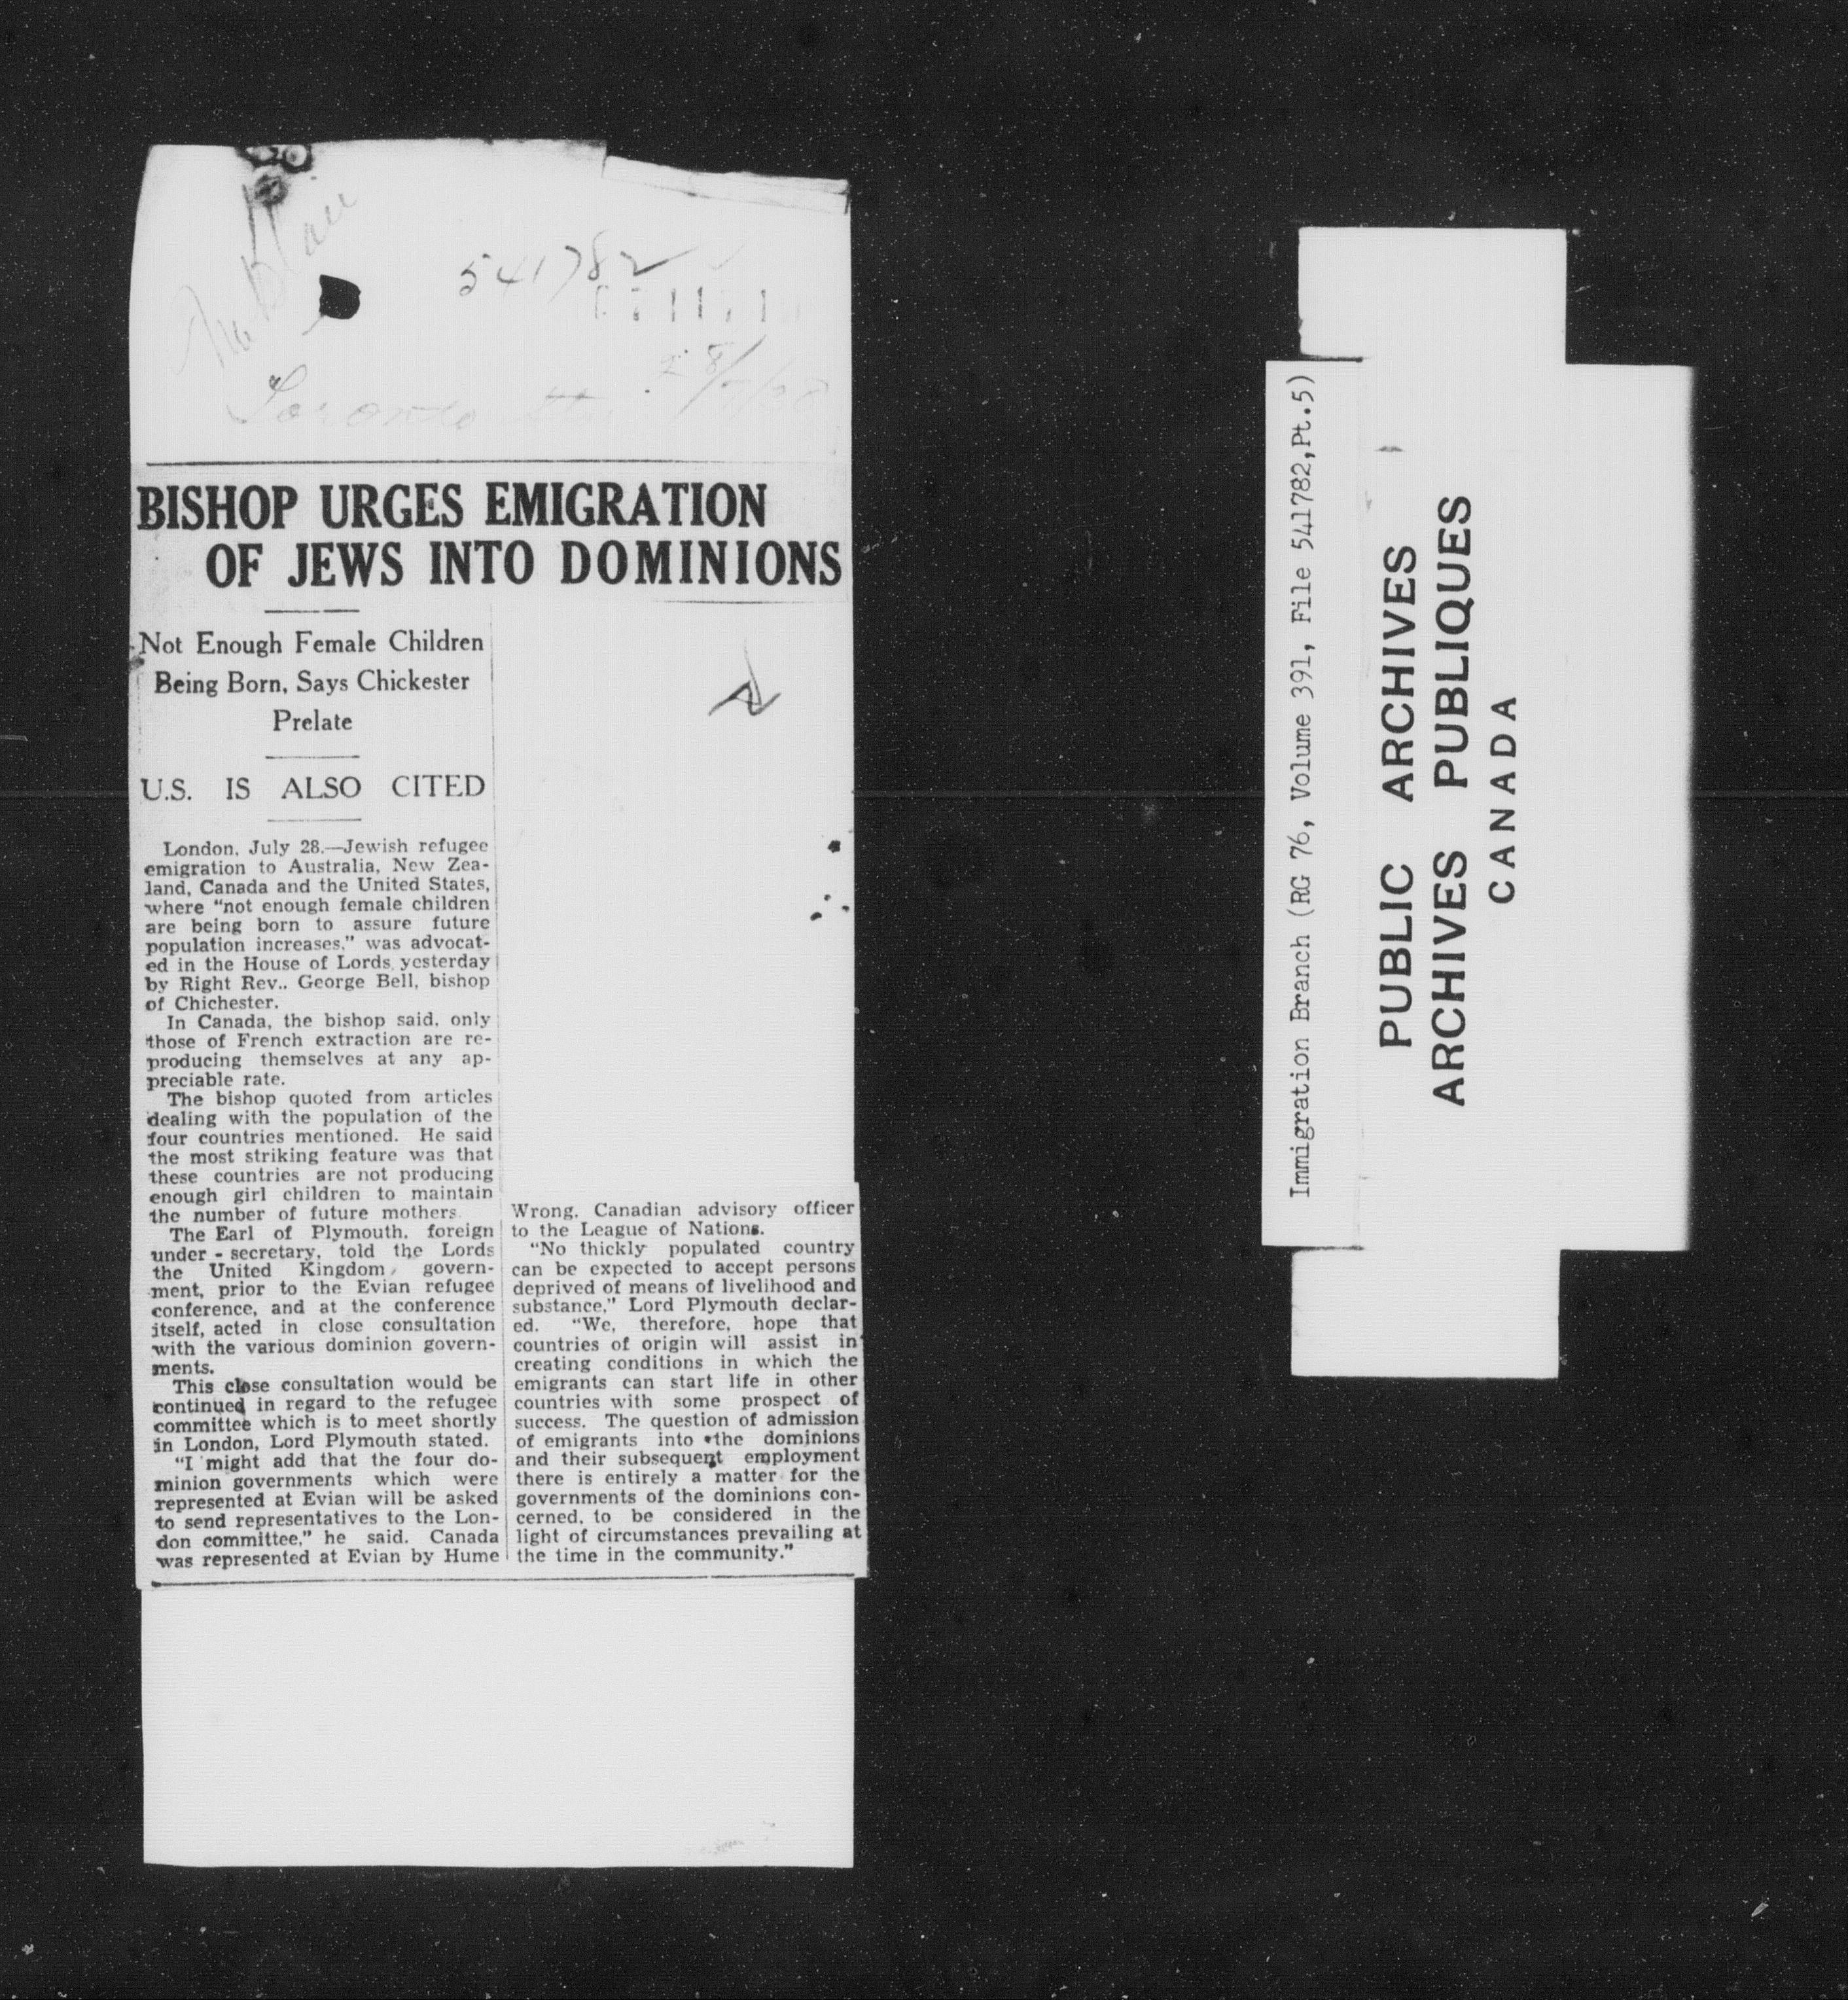 Mr Blair
541782
Toronto Star 28/7/38
BISHOP URGES EMIGRATION
OF JEWS INTO DOMINIONS
Not Enough Female Children
Being Born, Says Chickester
Prelate
U.S. IS ALSO CITED
London, July 28.—Jewish refugee
emigration to Australia, New Zea-
land, Canada and the United States,
where “not enough female children
are being born to assure future
population increases,” was advocat-
ed in the House of Lords yesterday
by Right Rev.. George Bell, bishop
of Chichester.
In Canada, the bishop said, only
those of French extraction are re-
producing themselves at any ap-
preciable rate.
The bishop quoted from articles
dealing with the population of the
four countries mentioned. He said
the most striking feature was that
these countries are not producing
enough girl children to maintain
the number of future mothers.
The Earl of Plymouth, foreign
under-secretary, told the Lords
the United Kingdom govern-
ment, prior to the Evian refugee
conference, and at the conference
itself, acted in close consultation
with the various dominion govern-
ments.
This close consultation would be
continued in regard to the refugee
committee which is to meet shortly
in London, Lord Plymouth stated.
“I might add that the four do-
minion governments which were
represented at Evian will be asked
to send representatives to the Lon-
don committee,” he said. Canada
was represented at Evian by Hume
Wrong, Canadian advisory officer
to the League of Nations.
“No thickly populated country
can be expected to accept persons
deprived of means of livelihood and
substance,” Lord Plymouth declar-
ed. “We, therefore, hope that
countries of origin will assist in
creating conditions in which the
emigrants can start life in other
countries with some prospect of
success. The question of admission
of emigrants into the dominions
and their subsequent employment
there is entirely a matter for the
governments of the dominions con-
cerned, to be considered in the
light of circumstances prevailing at
the time in the community.”
Immigration Branch (RG 76, Volume 391, File 541782,Pt.5)
PUBLIC ARCHIVES
ARCHIVES PUBLIQUES
CANADA